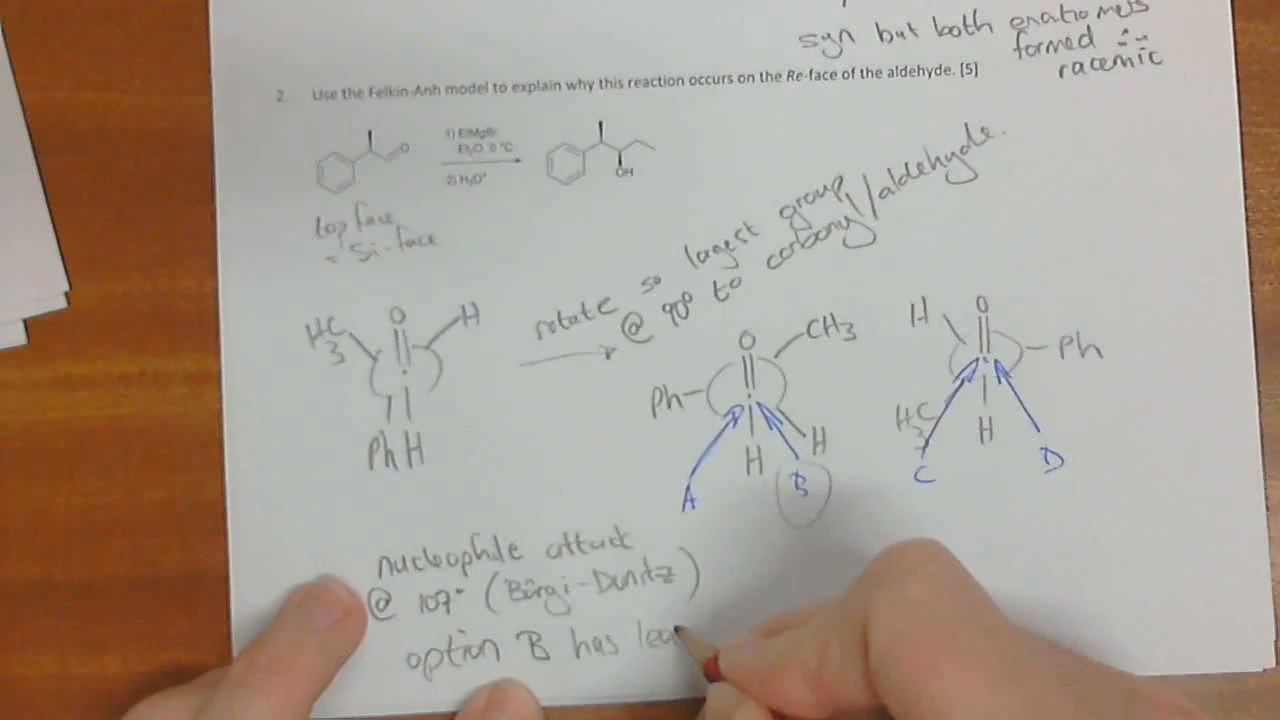 syn but both enatiomers
formed ∴
racemic
2. Use the Felkin-Anh model to explain why this reaction occurs on the Re-face of the aldehyde. [5]
O
1) EtMgBr
Et₂O, 0 °C
2) H₃O⁺
OH
top face
Si-face
rotate so largest group
@ 90° to carbonyl/aldehyde.
H₃C
O
H
Ph H
O
CH3
Ph
H
H
A
B
H
O
Ph
H₃C
H
C
D
nucleophile attack
@ 107° (Bürgi-Dunitz)
option B has lea